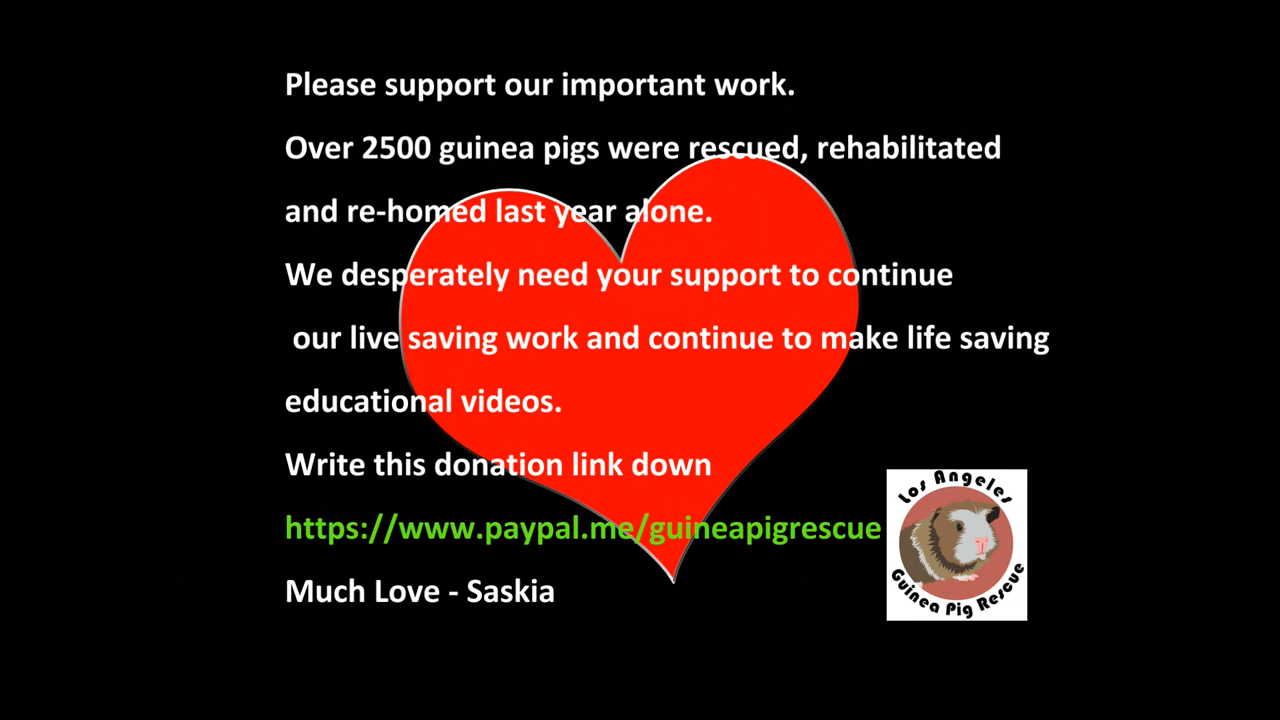 Please support our important work.
Over 2500 guinea pigs were rescued, rehabilitated
and re-homed last year alone.
We desperately need your support to continue
our live saving work and continue to make life saving
educational videos.
Write this donation link down
https://www.paypal.me/guineapigrescue
Much Love - Saskia
Los Angeles
Guinea Pig Rescue